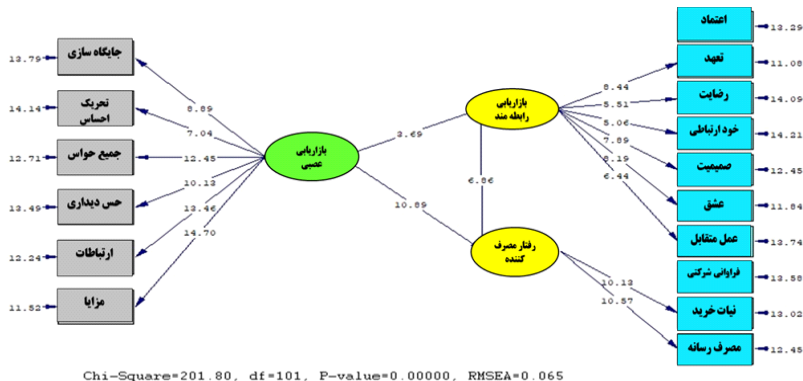 اعتماد
13.29
جایگاه سازی
13.79
تعهد
11.08
رضایت
14.09
تحریک
احساس
14.14
بازاریابی
رابطه مند
8.44
5.51
5.06
7.89
8.19
6.44
خود ارتباطی
14.21
8.89
7.04
12.45
10.13
13.46
14.70
بازاریابی
عصبی
3.69
جمیع حواس
12.71
صمیمیت
12.45
6.86
10.89
عشق
11.84
حس دیداری
13.49
عمل متقابل
13.74
رفتار مصرف
کننده
ارتباطات
12.24
فراوانی شرکتی
13.58
10.13
10.57
نیات خرید
13.02
مزایا
11.52
مصرف رسانه
12.45
Chi-Square=201.80, df=101, P-value=0.00000, RMSEA=0.065